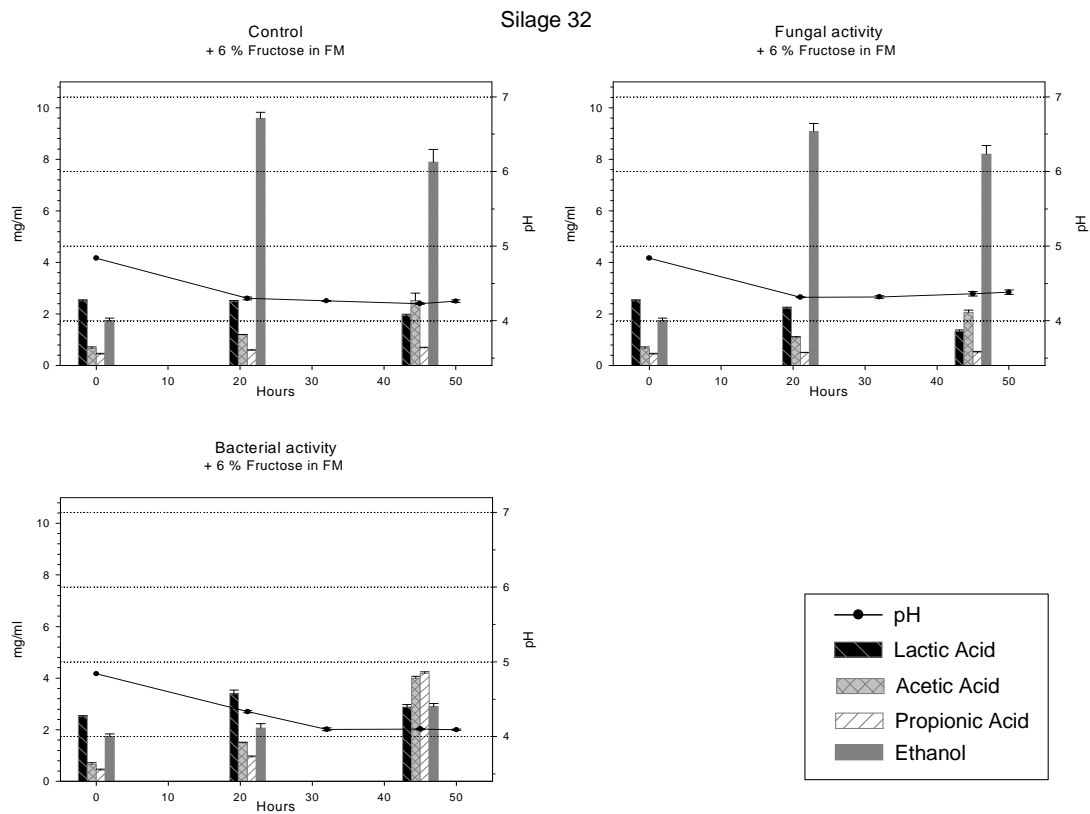 Silage 32
Control
+ 6 % Fructose in FM
10
8
6
4
2
0
mg/ml
7
6
5
4
pH
0 10 20 30 40 50
Hours
Fungal activity
+ 6 % Fructose in FM
10
8
6
4
2
0
mg/ml
7
6
5
4
pH
0 10 20 30 40 50
Hours
Bacterial activity
+ 6 % Fructose in FM
10
8
6
4
2
0
mg/ml
7
6
5
4
pH
0 10 20 30 40 50
Hours
pH
Lactic Acid
Acetic Acid
Propionic Acid
Ethanol